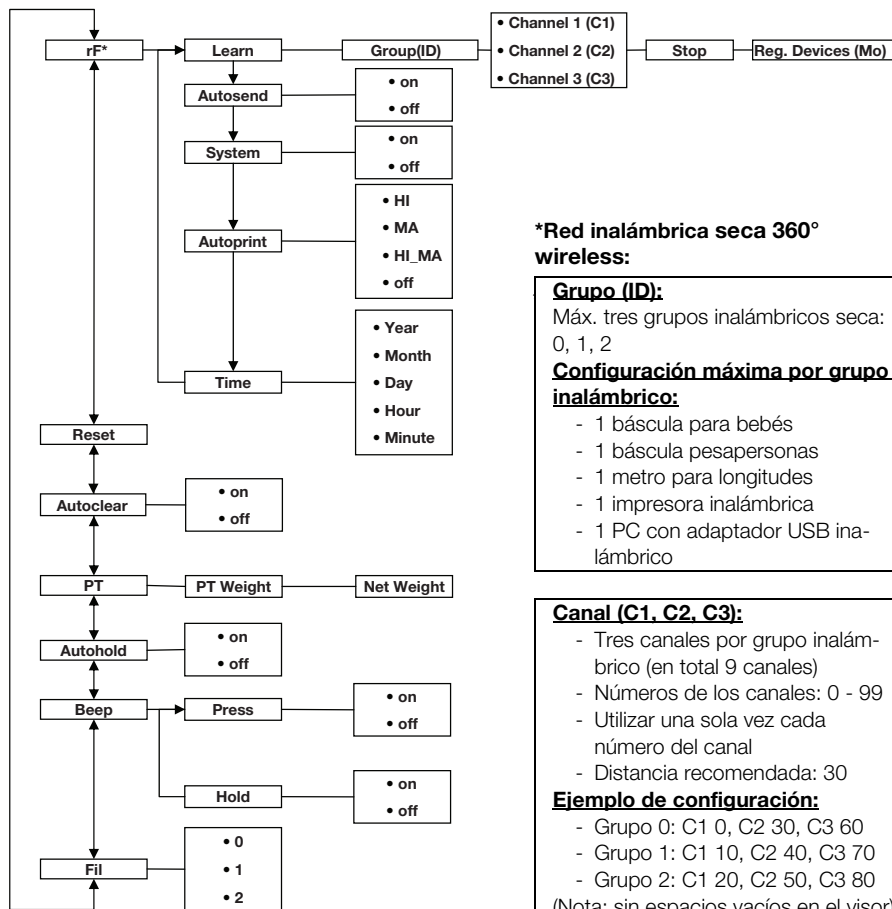 rF*
Learn
Group(ID)
• Channel 1 (C1)
• Channel 2 (C2)
• Channel 3 (C3)
Stop
Reg. Devices (Mo)
Autosend
• on
• off
System
• on
• off
Autoprint
• HI
• MA
• HI_MA
• off
Time
• Year
• Month
• Day
• Hour
• Minute
Reset
Autoclear
• on
• off
PT
PT Weight
Net Weight
Autohold
• on
• off
Beep
Press
• on
• off
Hold
• on
• off
Fil
• 0
• 1
• 2
*Red inalámbrica seca 360°
wireless:
Grupo (ID):
Máx. tres grupos inalámbricos seca:
0, 1, 2
Configuración máxima por grupo
inalámbrico:
- 1 báscula para bebés
- 1 báscula pesapersonas
- 1 metro para longitudes
- 1 impresora inalámbrica
- 1 PC con adaptador USB ina-
lámbrico
Canal (C1, C2, C3):
- Tres canales por grupo inalám-
brico (en total 9 canales)
- Números de los canales: 0 - 99
- Utilizar una sola vez cada
número del canal
- Distancia recomendada: 30
Ejemplo de configuración:
- Grupo 0: C1 0, C2 30, C3 60
- Grupo 1: C1 10, C2 40, C3 70
- Grupo 2: C1 20, C2 50, C3 80
(Nota: sin espacios vacíos en el visor)